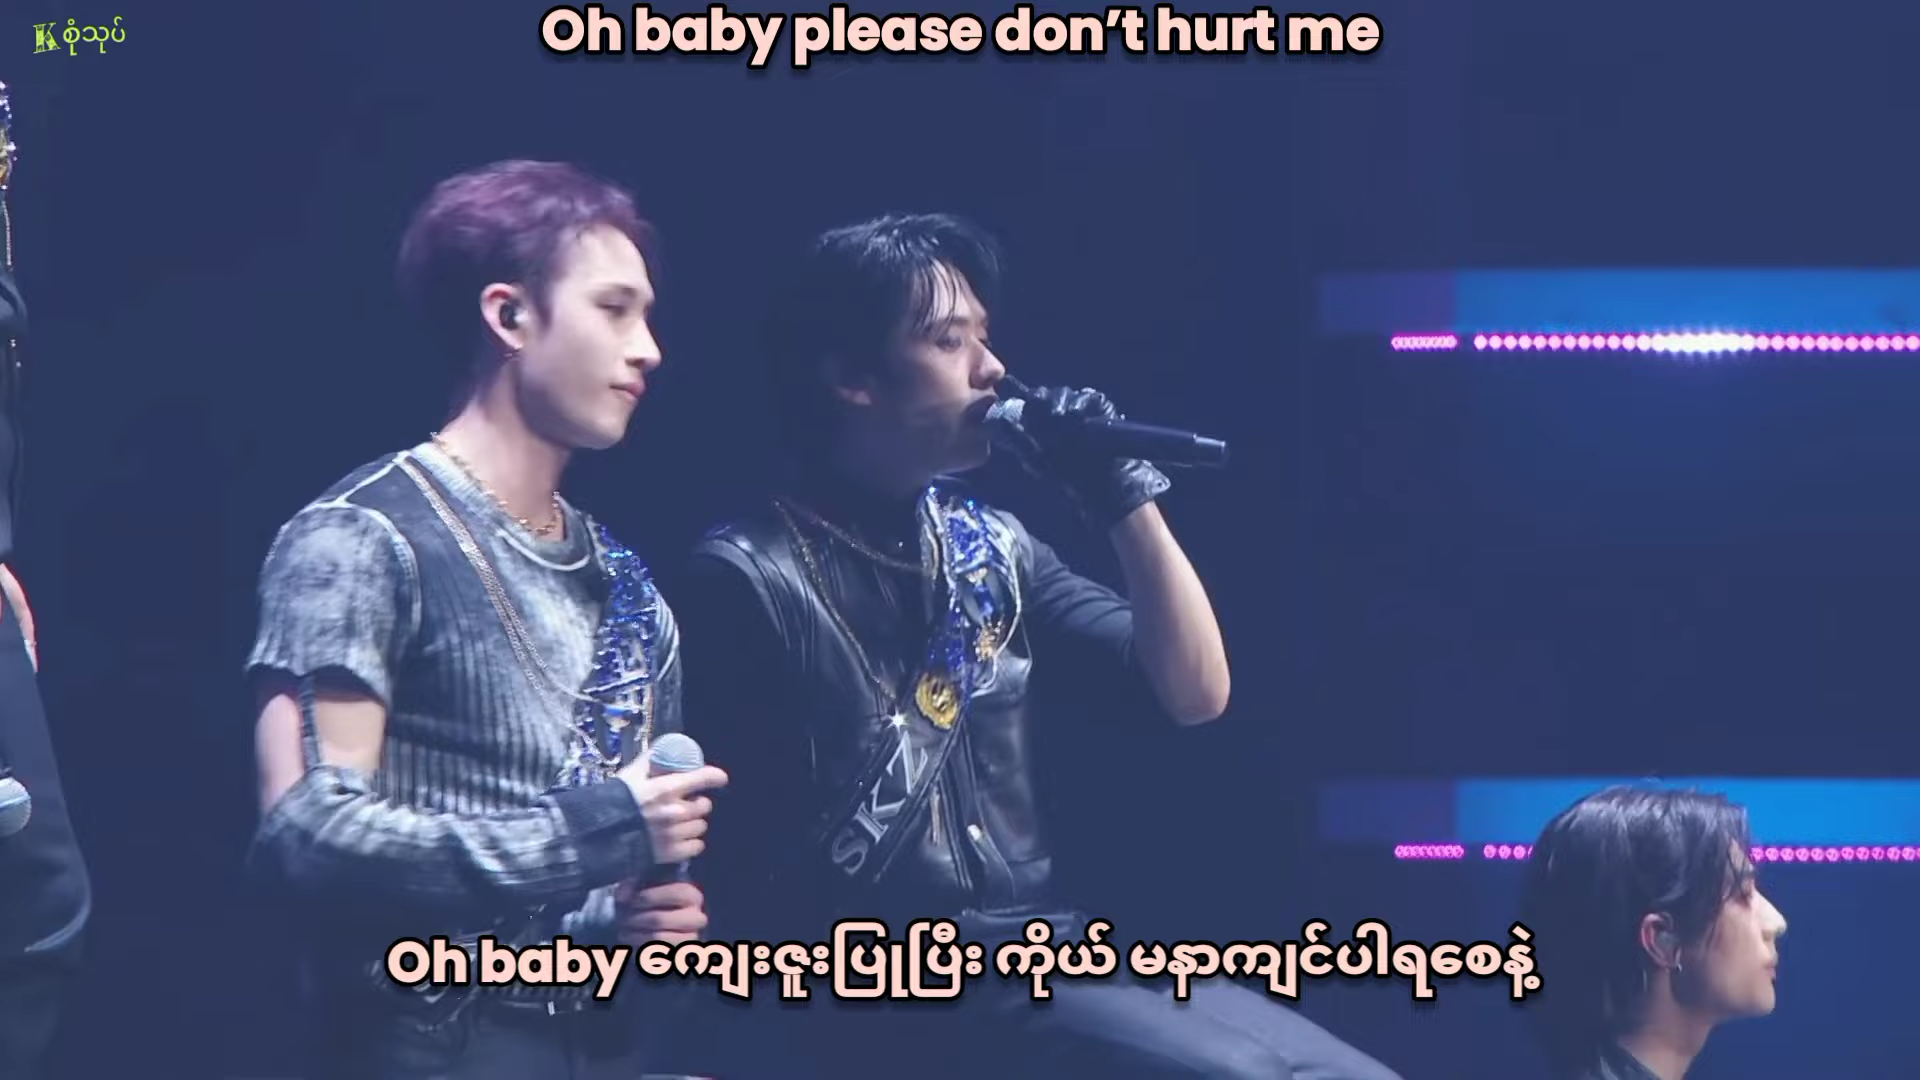 K စုံသုပ်
Oh baby please don't hurt me
SKZ
Oh baby ကျေးဇူးပြုပြီး ကိုယ် မနာကျင်ပါရစေနဲ့